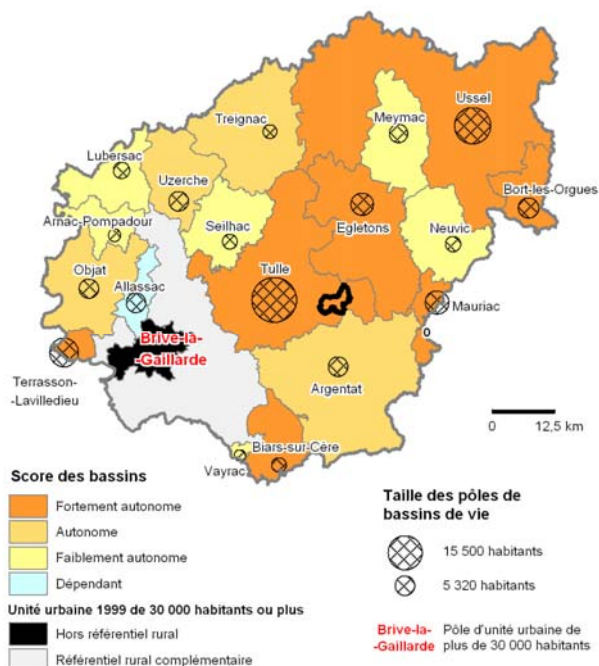 Treignac
Meymac
Ussel
Lubersac
Uzerche
Bort-les-Orgues
Arnac-Pompadour
Seilhac
Egletons
Neuvic
Objat
Allassac
Tulle
Mauriac
Brive-la-
-Gaillarde
Terrasson-
-Lavilledieu
Argentat
0
0 12,5 km
Biars-sur-Cère
Vayrac
Score des bassins
Fortement autonome
Autonome
Faiblement autonome
Dépendant
Unité urbaine 1999 de 30 000 habitants ou plus
Hors référentiel rural
Référentiel rural complémentaire
Taille des pôles de
bassins de vie
15 500 habitants
5 320 habitants
Brive-la- Pôle d'unité urbaine de
Gaillarde plus de 30 000 habitants